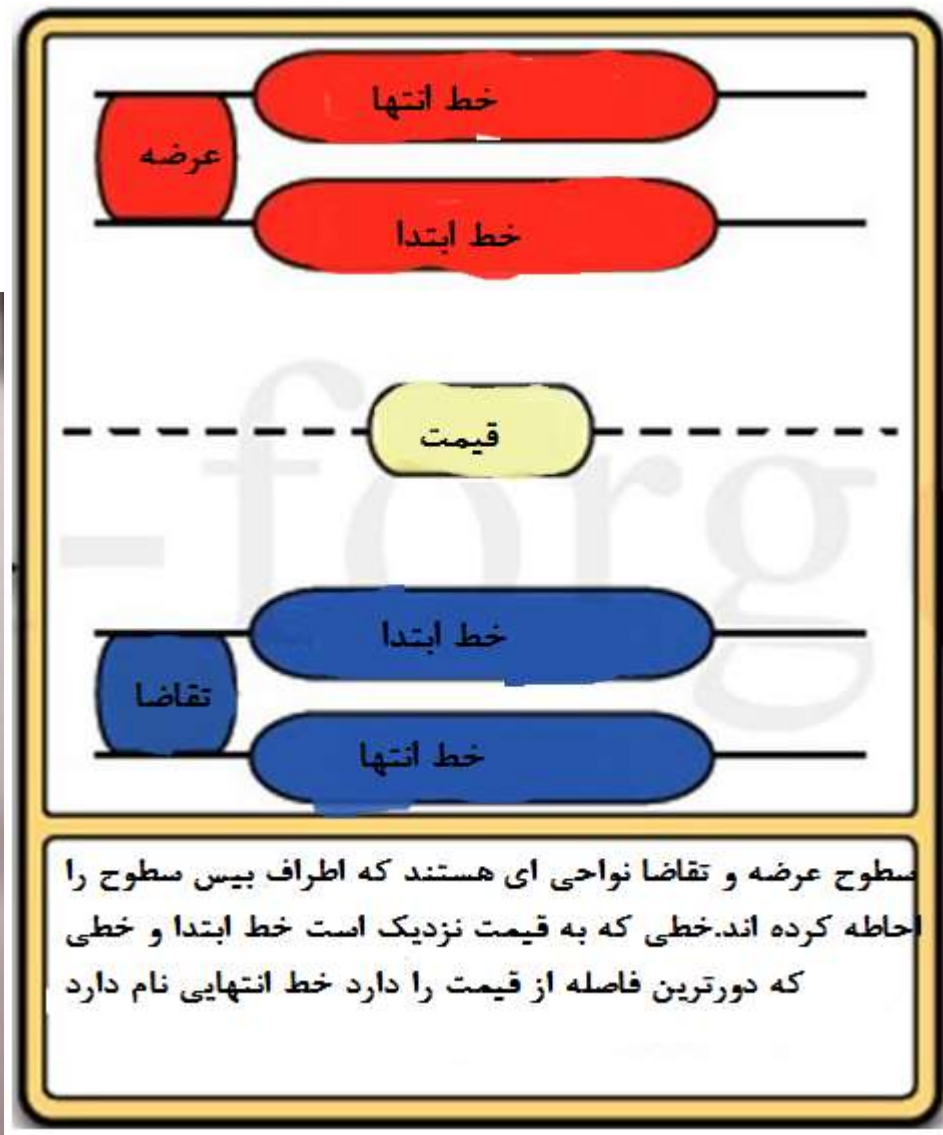 خط انتها
عرضه
خط ابتدا
قیمت
-forg
خط ابتدا
تقاضا
خط انتها
سطوح عرضه و تقاضا نواحی ای هستند که اطراف بیس سطوح را
احاطه کرده اند.خطی که به قیمت نزدیک است خط ابتدا و خطی
که دورترین فاصله از قیمت را دارد خط انتهایی نام دارد